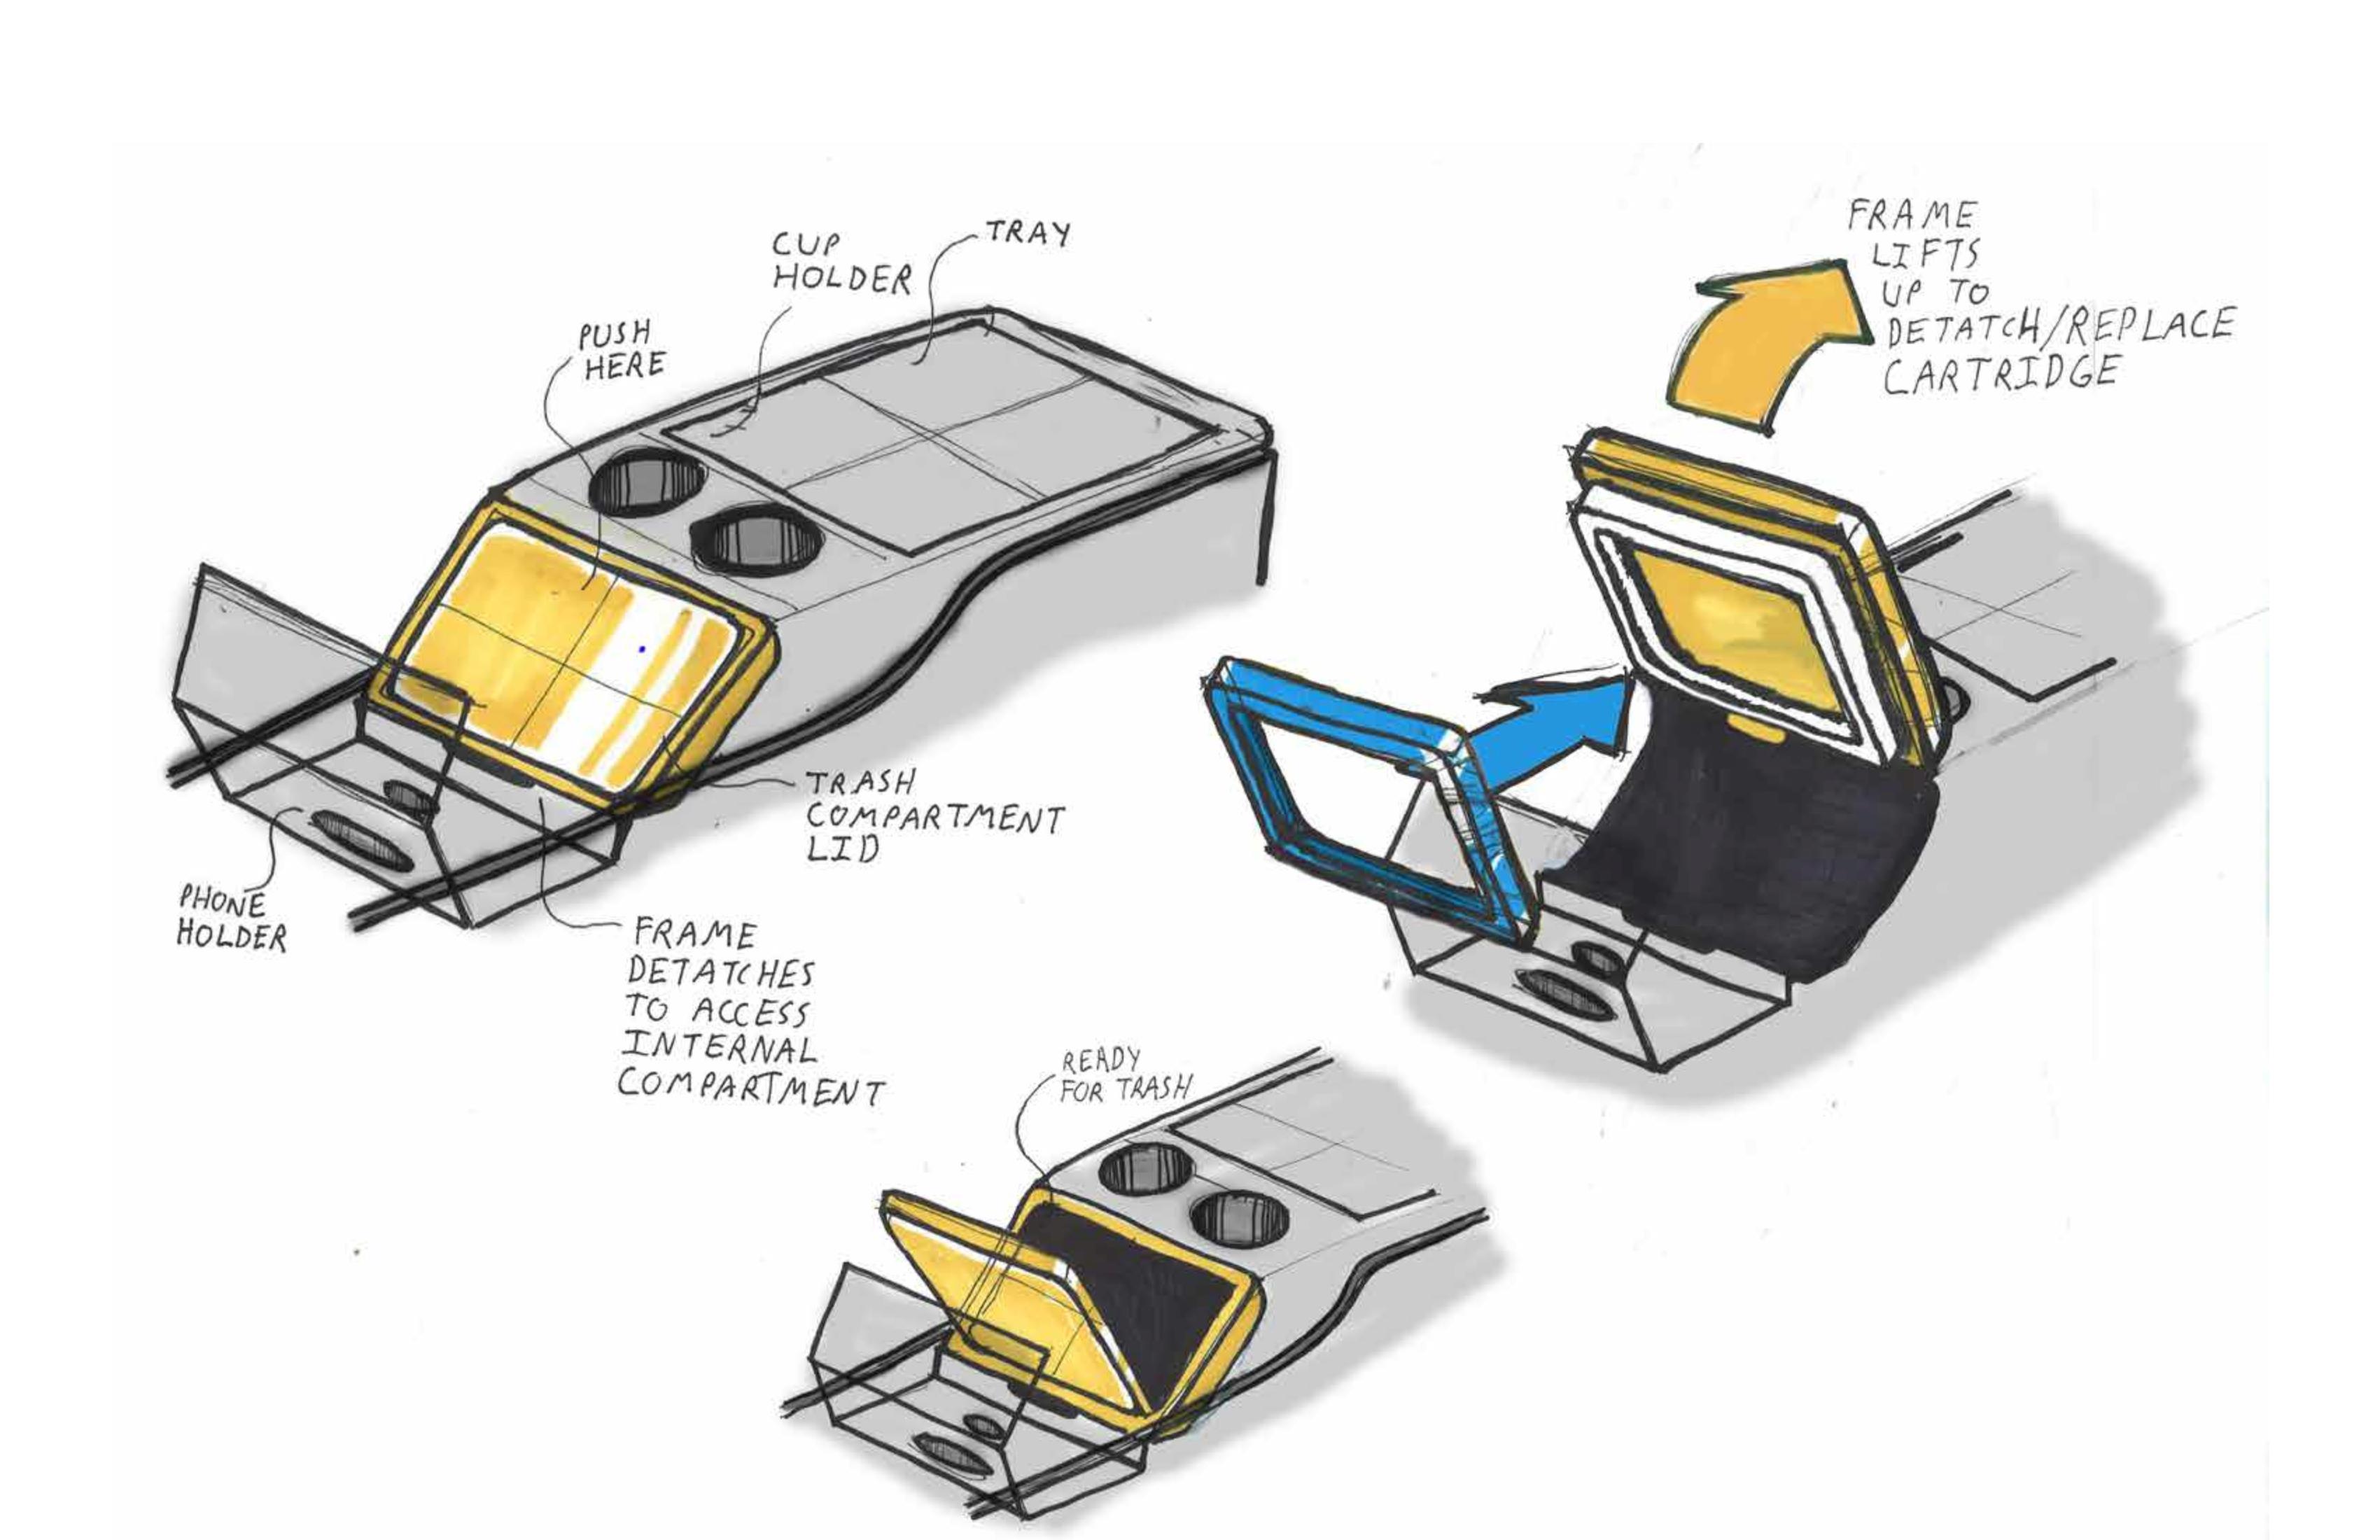 CUP
HOLDER
TRAY
PUSH
HERE
TRASH
COMPARTMENT
LID
PHONE
HOLDER
FRAME
DETATCHES
TO ACCESS
INTERNAL
COMPARTMENT
FRAME
LIFTS
UP TO
DETATCH/REPLACE
CARTRIDGE
READY
FOR TRASH